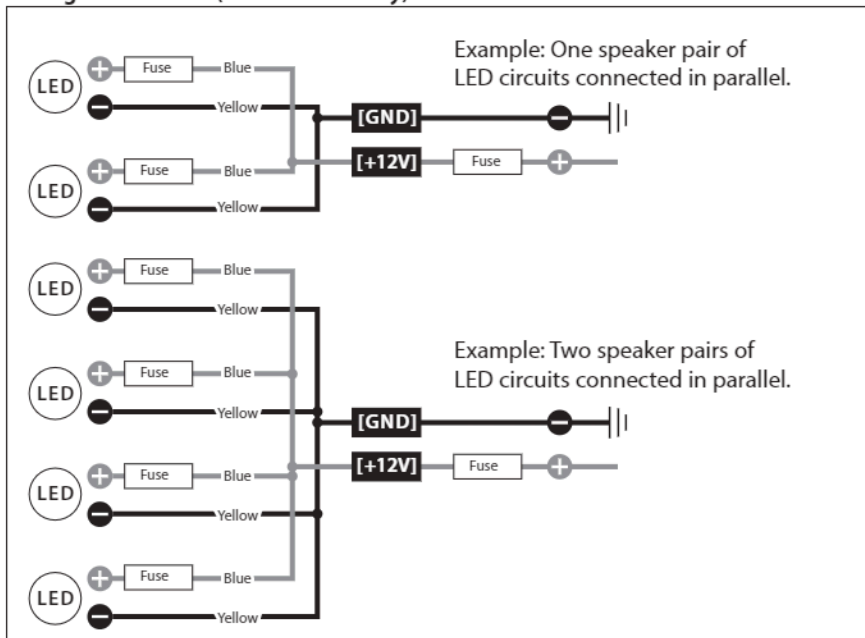 LED
Fuse
Blue
Yellow
LED
Fuse
Blue
Yellow
[GND]
[+12V]
Fuse
Example: One speaker pair of
LED circuits connected in parallel.
LED
Fuse
Blue
Yellow
LED
Fuse
Blue
Yellow
LED
Fuse
Blue
Yellow
LED
Fuse
Blue
Yellow
[GND]
[+12V]
Fuse
Example: Two speaker pairs of
LED circuits connected in parallel.